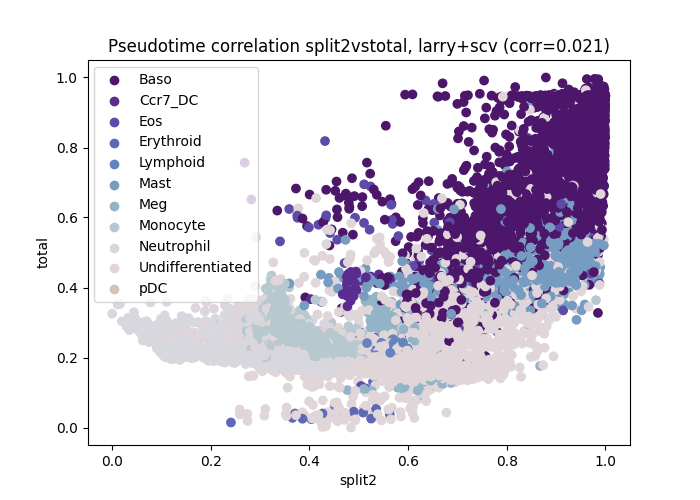 Pseudotime correlation split2vstotal, larry+scv (corr=0.021)
Baso
Ccr7_DC
Eos
Erythroid
Lymphoid
Mast
Meg
Monocyte
Neutrophil
Undifferentiated
pDC
total
1.0
0.8
0.6
0.4
0.2
0.0
0.0 0.2 0.4 0.6 0.8 1.0
split2